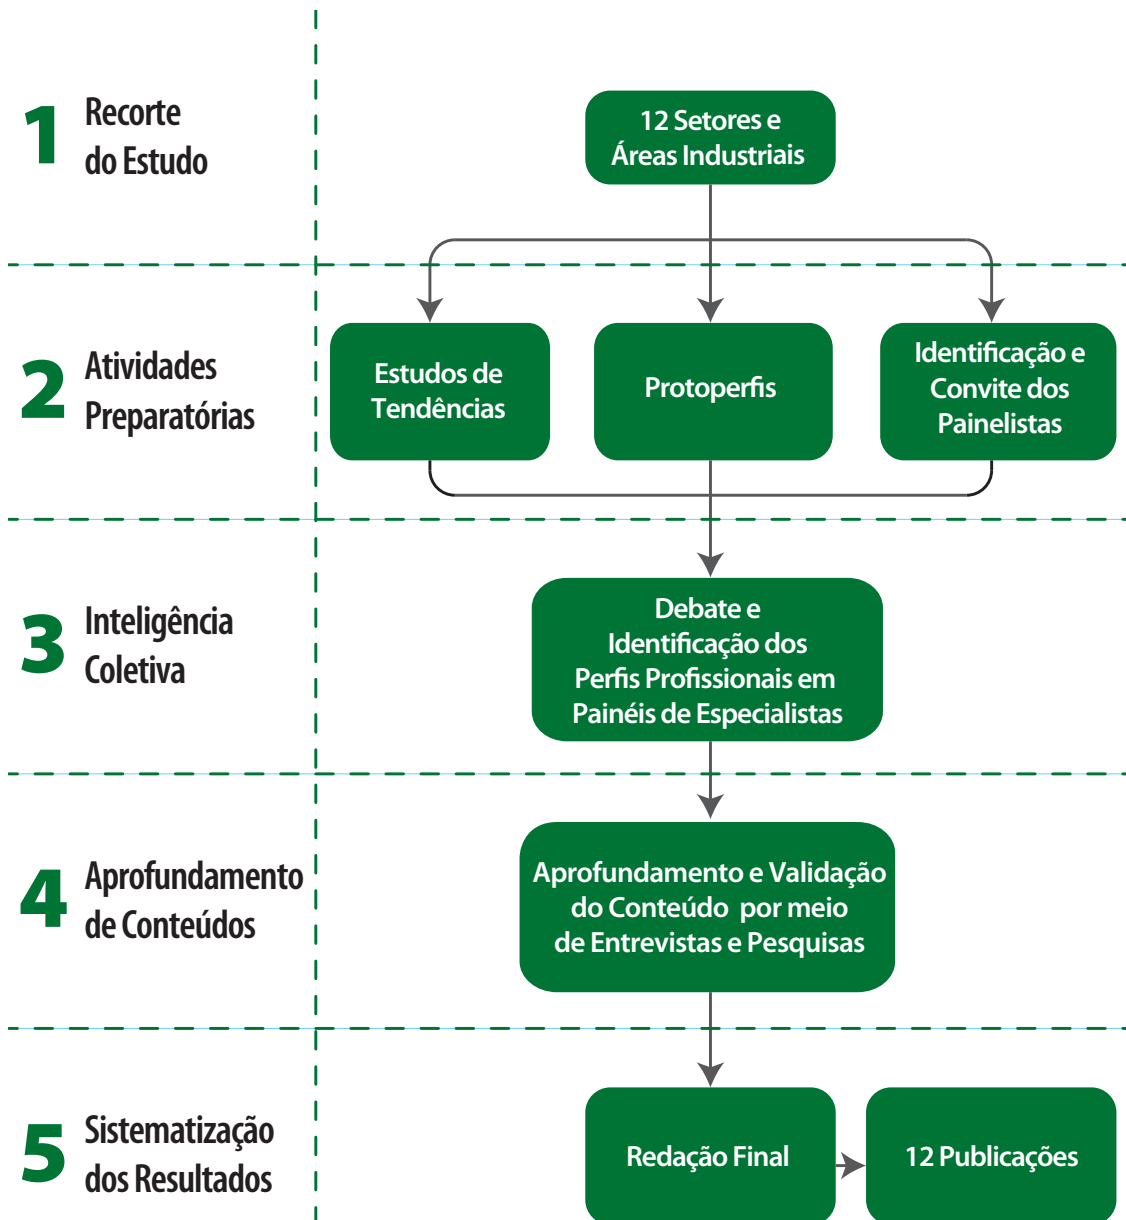 1
Recorte
do Estudo
12 Setores e
Áreas Industriais
2
Atividades
Preparatórias
Estudos de
Tendências
Protoperfis
Identificação e
Convite dos
Painelistas
3
Inteligência
Coletiva
Debate e
Identificação dos
Perfis Profissionais em
Painéis de Especialistas
4
Aprofundamento
de Conteúdos
Aprofundamento e Validação
do Conteúdo por meio
de Entrevistas e Pesquisas
5
Sistematização
dos Resultados
Redação Final
12 Publicações